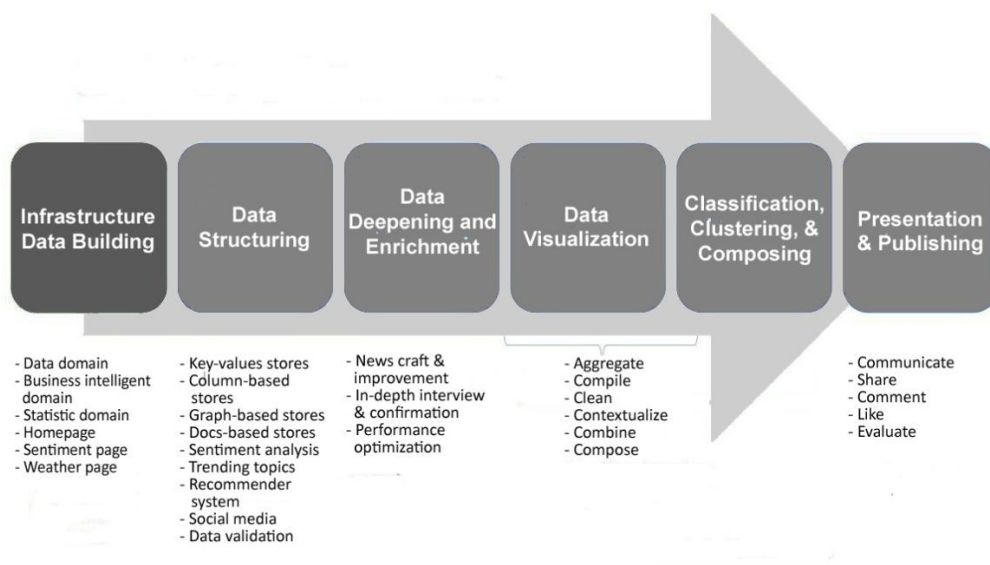 Infrastructure
Data Building
Data
Structuring
Data
Deepening and
Enrichment
Data
Visualization
Classification,
Clustering, &
Composing
Presentation
& Publishing
- Data domain
- Business intelligent
domain
- Statistic domain
- Homepage
- Sentiment page
- Weather page
- Key-values stores
- Column-based
stores
- Graph-based stores
- Docs-based stores
- Sentiment analysis
- Trending topics
- Recommender
system
- Social media
- Data validation
- News craft &
improvement
- In-depth interview
& confirmation
- Performance
optimization
- Aggregate
- Compile
- Clean
- Contextualize
- Combine
- Compose
- Communicate
- Share
- Comment
- Like
- Evaluate